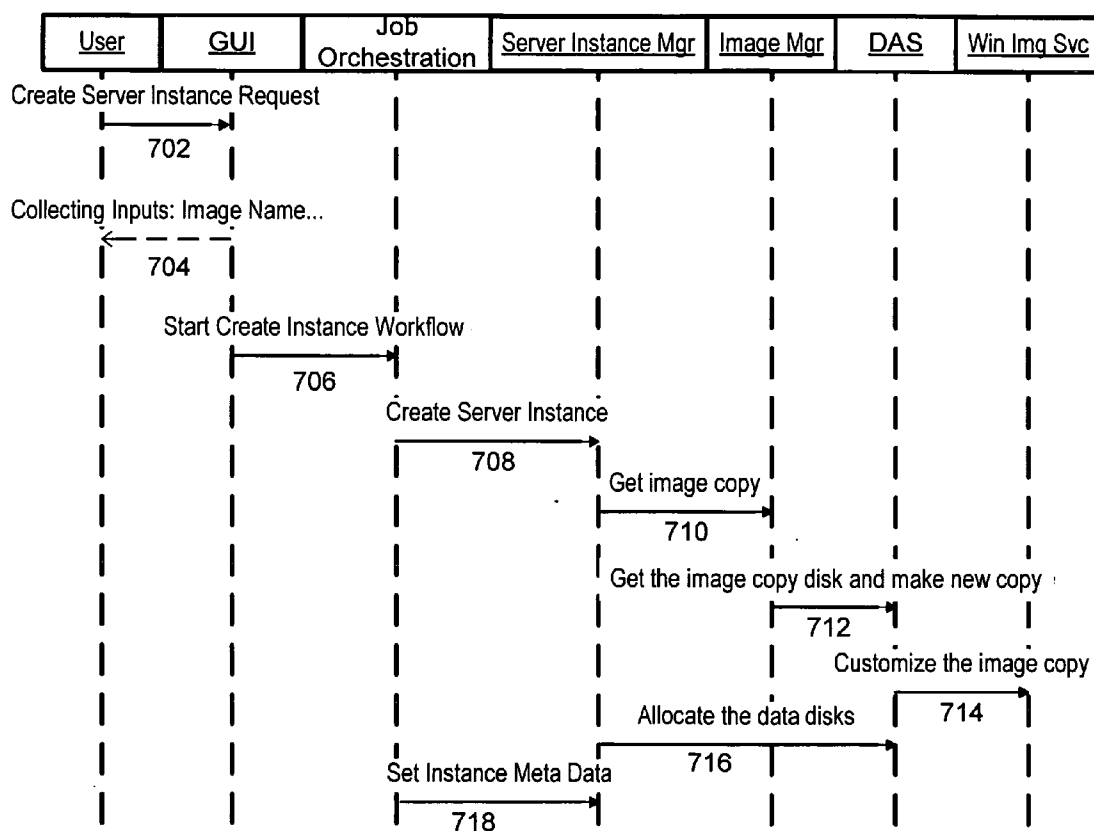 User
GUI
Job
Orchestration
Server Instance Mgr
Image Mgr
DAS
Win Img Svc
Create Server Instance Request
702
Collecting Inputs: Image Name...
704
Start Create Instance Workflow
706
Create Server Instance
708
Get image copy
710
Get the image copy disk and make new copy
712
Customize the image copy
714
Allocate the data disks
716
Set Instance Meta Data
718